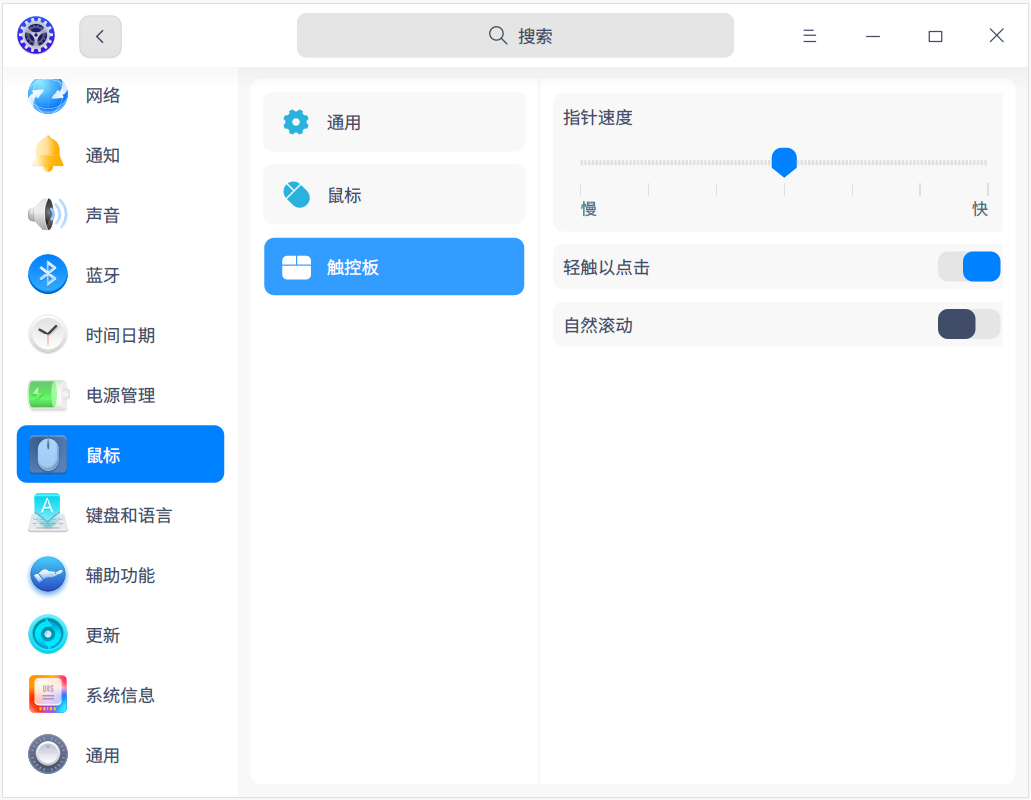 搜索
网络
通知
声音
蓝牙
时间日期
电源管理
鼠标
键盘和语言
辅助功能
更新
系统信息
通用
通用
鼠标
触控板
指针速度
慢 快
轻触以点击
自然滚动
A
UOS